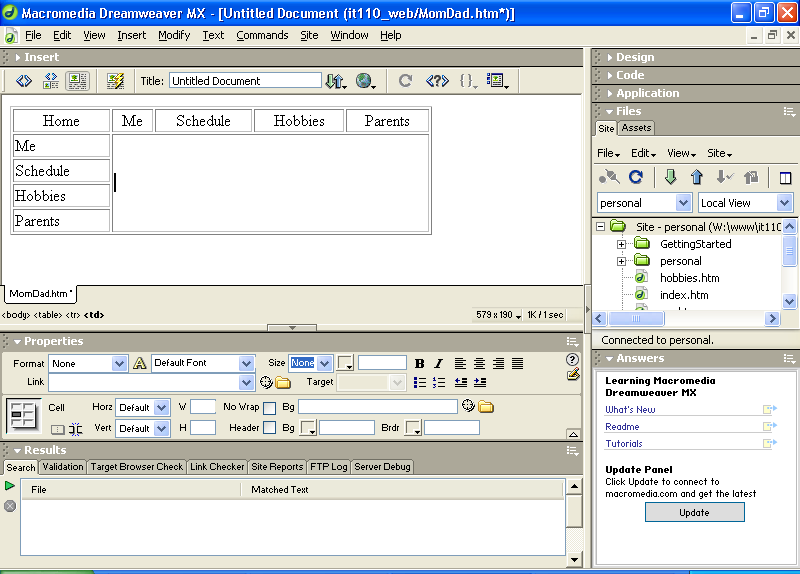 Macromedia Dreamweaver MX - [Untitled Document (it110_web/MomDad.htm*)]
File Edit View Insert Modify Text Commands Site Window Help
Insert
Title: Untitled Document
Home Me Schedule Hobbies Parents
Me
Schedule
Hobbies
Parents
MomDad.htm*
<body> <table> <tr> <td> 579 x 190 1K / 1 sec
Properties
Format None Default Font Size None B I
Link Target
Cell Horz Default W No Wrap Bg
Vert Default H Header Bg Brdr
Results
Search Validation Target Browser Check Link Checker Site Reports FTP Log Server Debug
File Matched Text
Design
Code
Application
Files
Site Assets
File Edit View Site
personal Local View
Site - personal (W:\www\it110
GettingStarted
personal
hobbies.htm
index.htm
Connected to personal.
Answers
Learning Macromedia
Dreamweaver MX
What's New
Readme
Tutorials
Update Panel
Click Update to connect to
macromedia.com and get the latest
Update